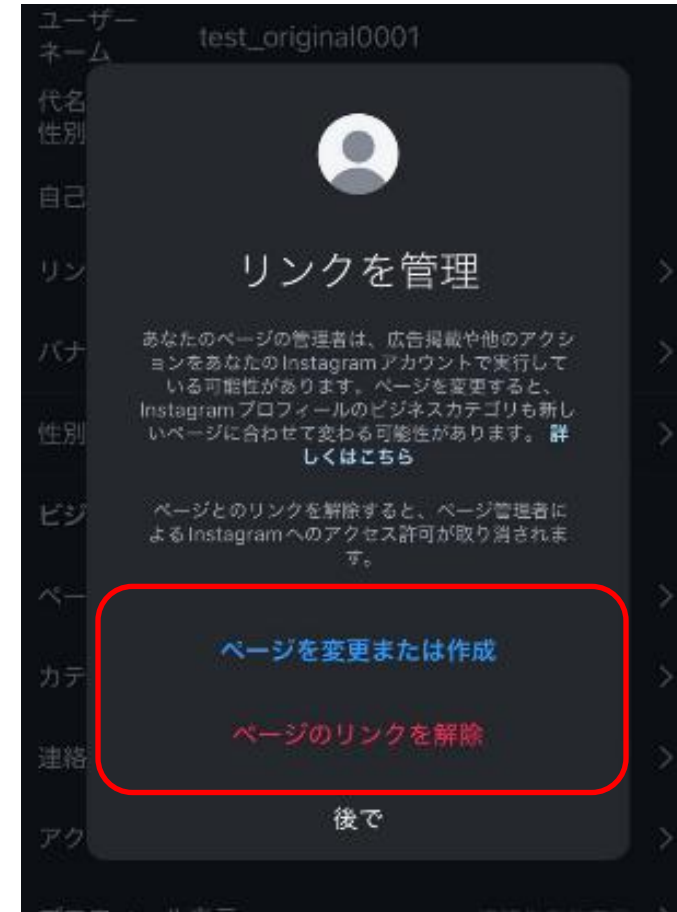 ユーザー
ネーム
test_original0001
代名
性別
自己
リン
バナ
性別
ビジ
ペー
カテ
連絡
アク
リンクを管理
あなたのページの管理者は、広告掲載や他のアクシ
ョンをあなたのInstagramアカウントで実行して
いる可能性があります。ページを変更すると、
Instagramプロフィールのビジネスカテゴリも新し
いページに合わせて変わる可能性があります。 詳
しくはこちら
ページとのリンクを解除すると、ページ管理者に
よるInstagramへのアクセス許可が取り消されま
す。
ページを変更または作成
ページのリンクを解除
後で